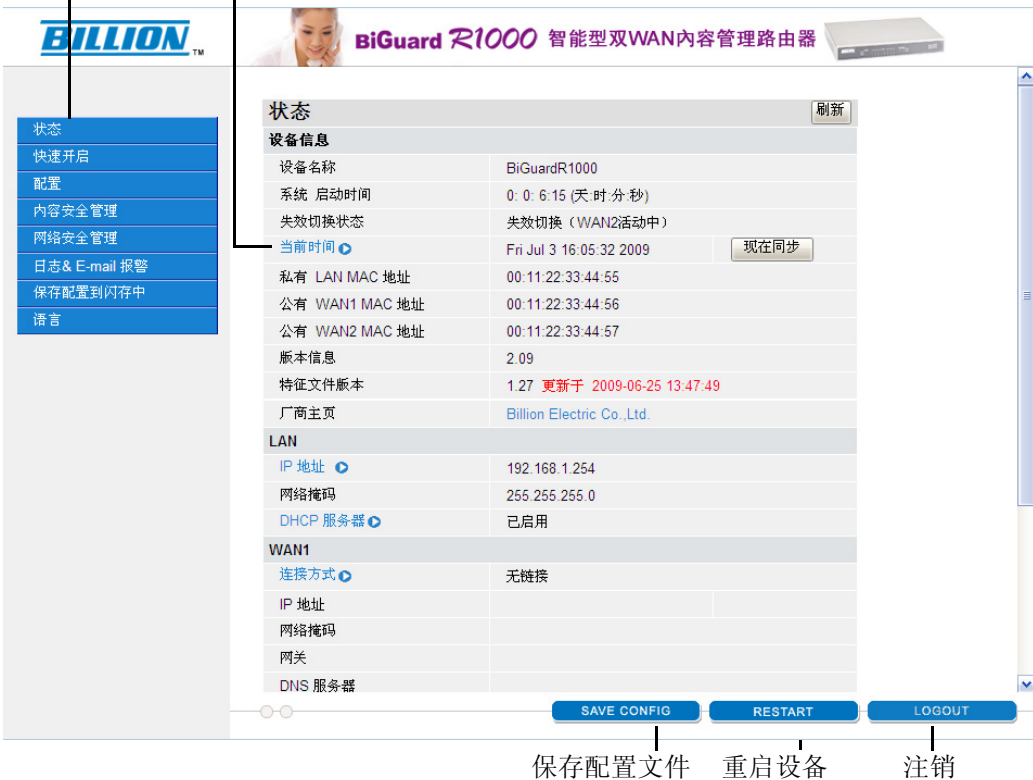 BILLION TM
BiGuard R1000 智能型双WAN内容管理路由器
状态
快速开启
配置
内容安全管理
网络安全管理
日志& E-mail 报警
保存配置到闪存中
语言
状态 刷新
设备信息
设备名称 BiGuardR1000
系统 启动时间 0: 0: 6:15 (天:时:分:秒)
失效切换状态 失效切换（WAN2活动中）
当前时间 Fri Jul 3 16:05:32 2009 现在同步
私有 LAN MAC 地址 00:11:22:33:44:55
公有 WAN1 MAC 地址 00:11:22:33:44:56
公有 WAN2 MAC 地址 00:11:22:33:44:57
版本信息 2.09
特征文件版本 1.27 更新于 2009-06-25 13:47:49
厂商主页 Billion Electric Co.,Ltd.
LAN
IP 地址 192.168.1.254
网络掩码 255.255.255.0
DHCP 服务器 已启用
WAN1
连接方式 无链接
IP 地址
网络掩码
网关
DNS 服务器
SAVE CONFIG RESTART LOGOUT
保存配置文件 重启设备 注销